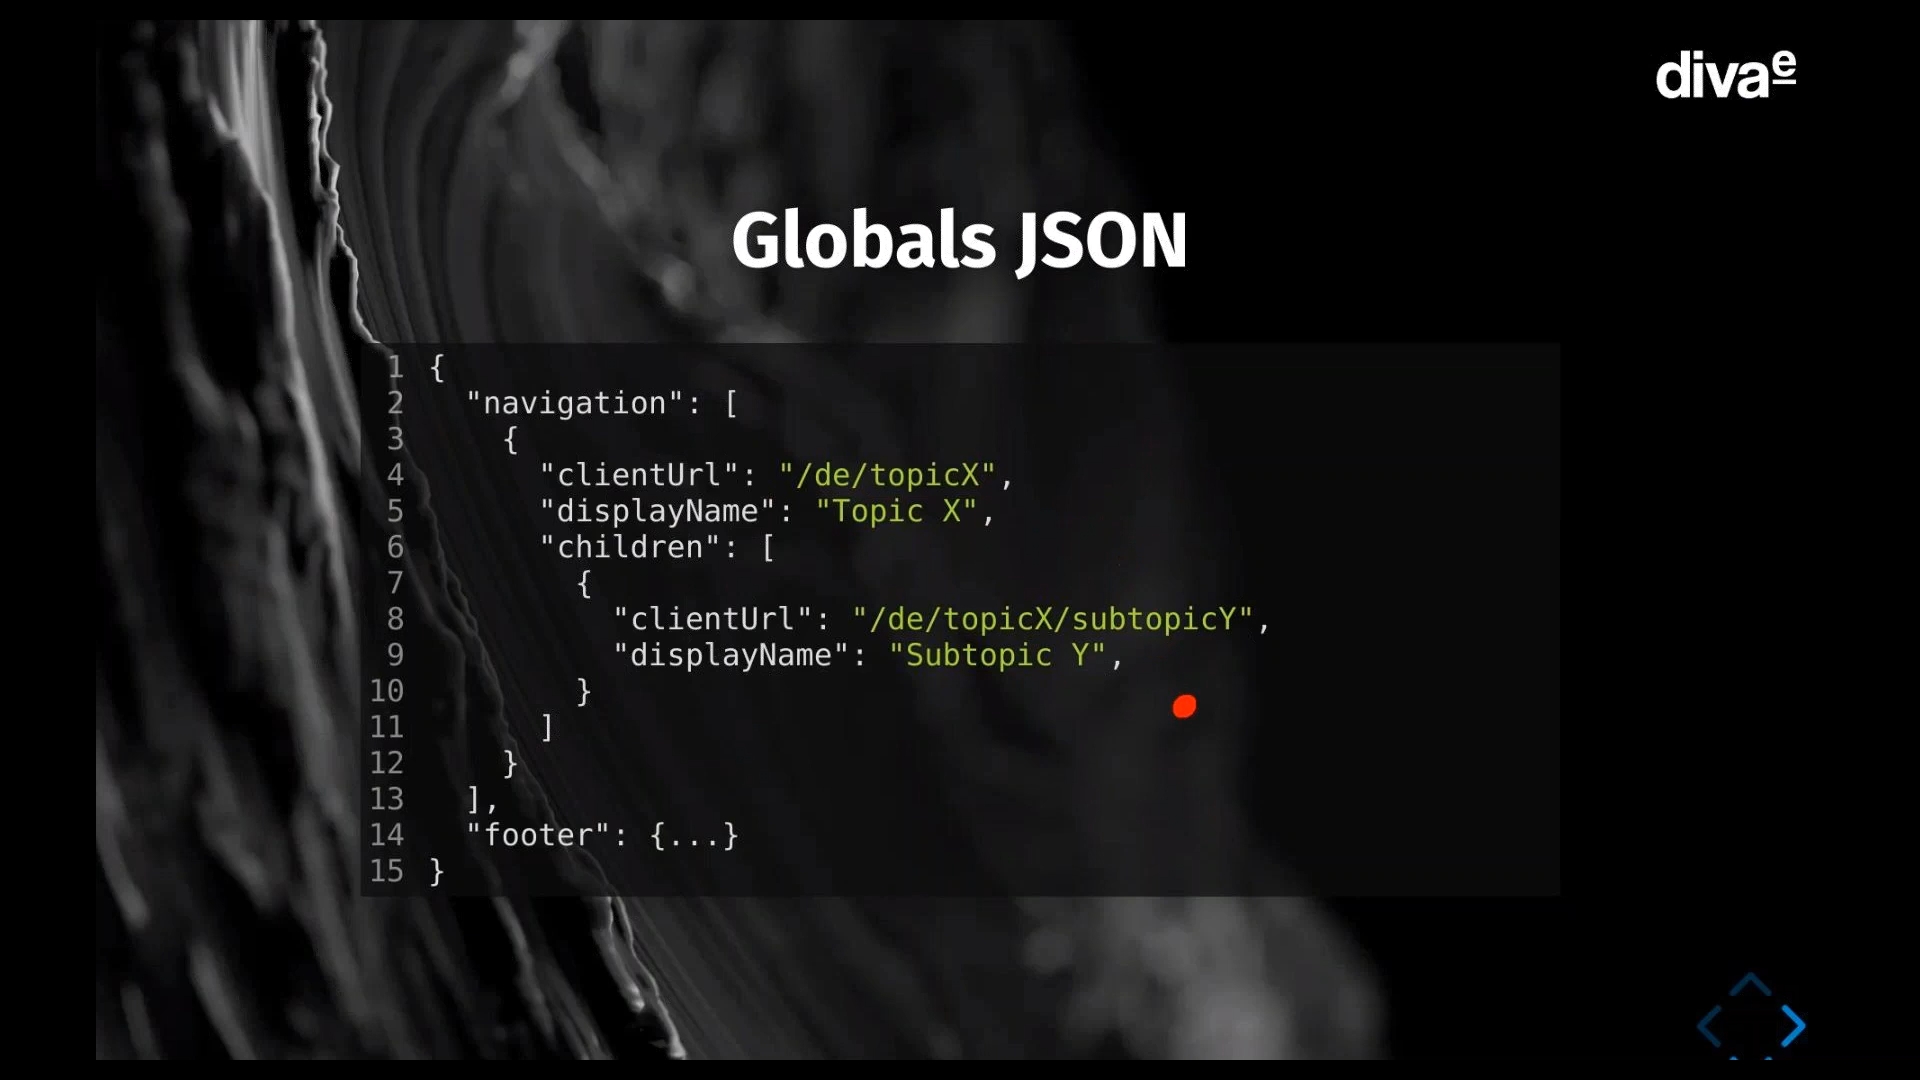 divae
Globals JSON
1 {
2   "navigation": [
3     {
4       "clientUrl": "/de/topicX",
5       "displayName": "Topic X",
6       "children": [
7         {
8           "clientUrl": "/de/topicX/subtopicY",
9           "displayName": "Subtopic Y",
10         }
11       ]
12     }
13   ],
14   "footer": {...}
15 }